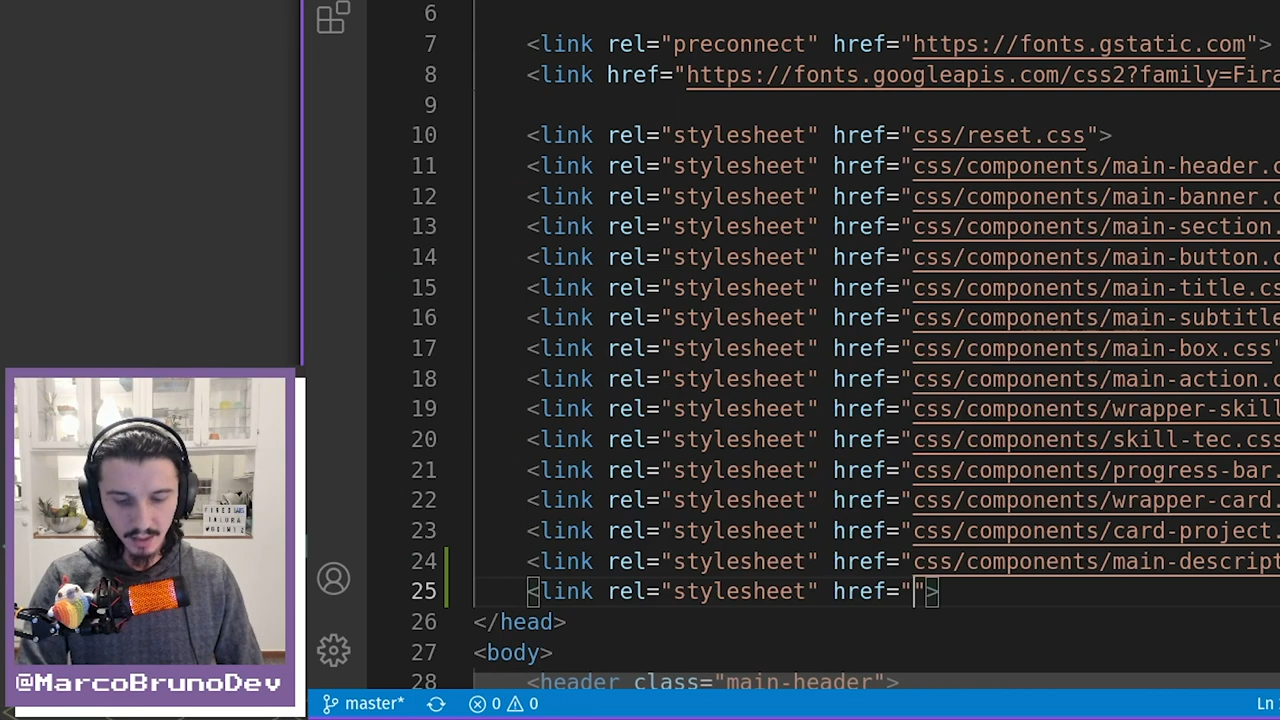 6
7 <link rel="preconnect" href="https://fonts.gstatic.com">
8 <link href="https://fonts.googleapis.com/css2?family=Fira
9
10 <link rel="stylesheet" href="css/reset.css">
11 <link rel="stylesheet" href="css/components/main-header.c
12 <link rel="stylesheet" href="css/components/main-banner.c
13 <link rel="stylesheet" href="css/components/main-section.
14 <link rel="stylesheet" href="css/components/main-button.c
15 <link rel="stylesheet" href="css/components/main-title.cs
16 <link rel="stylesheet" href="css/components/main-subtitle
17 <link rel="stylesheet" href="css/components/main-box.css"
18 <link rel="stylesheet" href="css/components/main-action.c
19 <link rel="stylesheet" href="css/components/wrapper-skill
20 <link rel="stylesheet" href="css/components/skill-tec.css
21 <link rel="stylesheet" href="css/components/progress-bar.
22 <link rel="stylesheet" href="css/components/wrapper-card.
23 <link rel="stylesheet" href="css/components/card-project.
24 <link rel="stylesheet" href="css/components/main-descript
25 <link rel="stylesheet" href="">
26 </head>
27 <body>
28 <header class="main-header">
@MarcoBrunoDev
master* 0 0 Ln